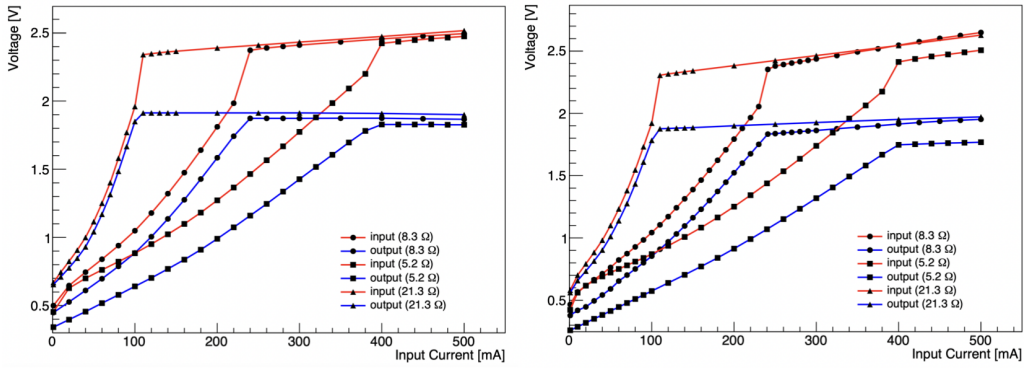 Voltage [V]
2.5
2
1.5
1
0.5
0 100 200 300 400 500
Input Current [mA]
input (8.3 Ω)
output (8.3 Ω)
input (5.2 Ω)
output (5.2 Ω)
input (21.3 Ω)
output (21.3 Ω)
Voltage [V]
2.5
2
1.5
1
0.5
0 100 200 300 400 500
Input Current [mA]
input (8.3 Ω)
output (8.3 Ω)
input (5.2 Ω)
output (5.2 Ω)
input (21.3 Ω)
output (21.3 Ω)